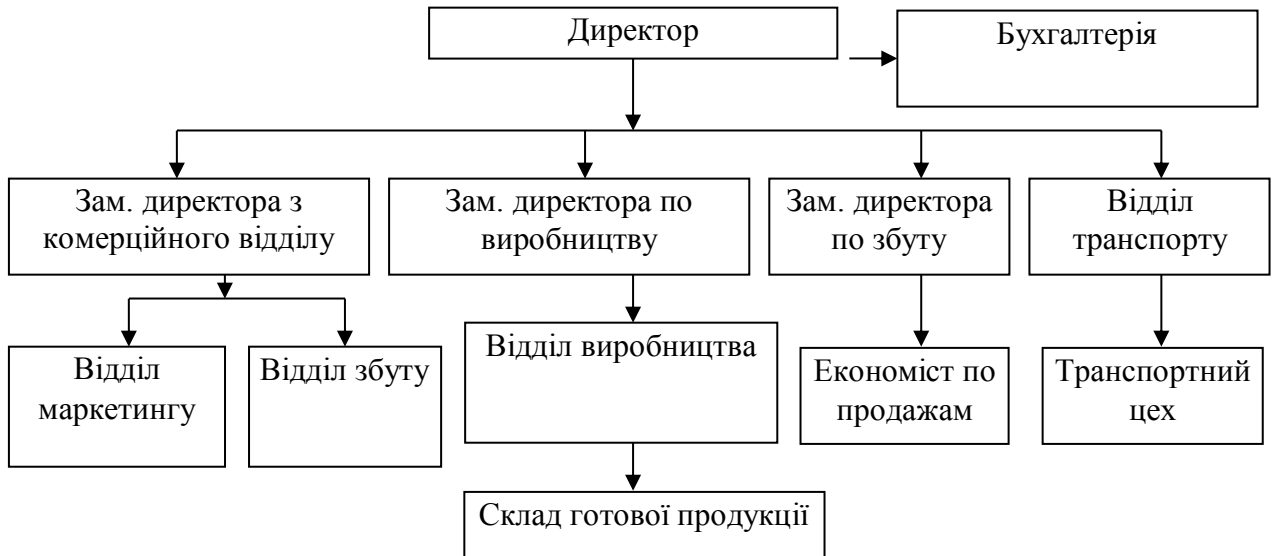 Директор
Бухгалтерія
Зам. директора з
комерційного відділу
Зам. директора по
виробництву
Зам. директора
по збуту
Відділ
транспорту
Відділ
маркетингу
Відділ збуту
Відділ виробництва
Економіст по
продажам
Транспортний
цех
Склад готової продукції